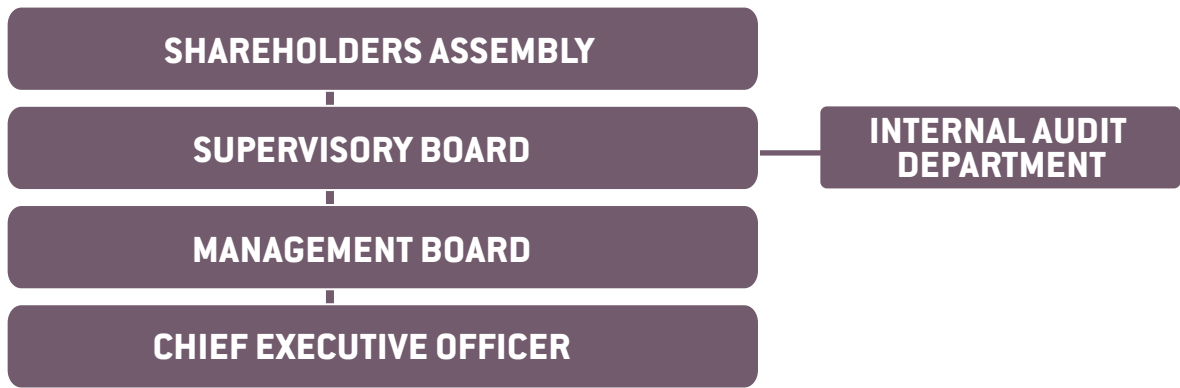 SHAREHOLDERS ASSEMBLY
SUPERVISORY BOARD
INTERNAL AUDIT
DEPARTMENT
MANAGEMENT BOARD
CHIEF EXECUTIVE OFFICER